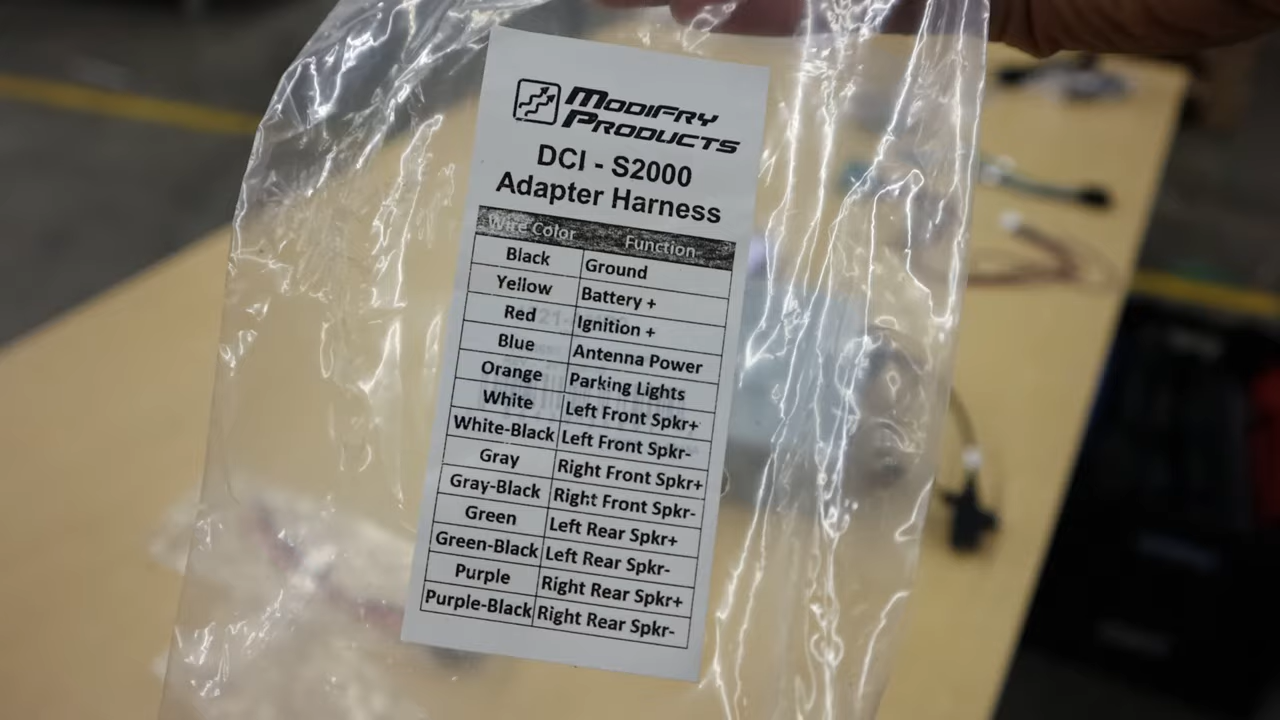 ModiFry
Products
DCI - S2000
Adapter Harness
Wire Color Function
Black Ground
Yellow Battery +
Red Ignition +
Blue Antenna Power
Orange Parking Lights
White Left Front Spkr+
White-Black Left Front Spkr-
Gray Right Front Spkr+
Gray-Black Right Front Spkr-
Green Left Rear Spkr+
Green-Black Left Rear Spkr-
Purple Right Rear Spkr+
Purple-Black Right Rear Spkr-